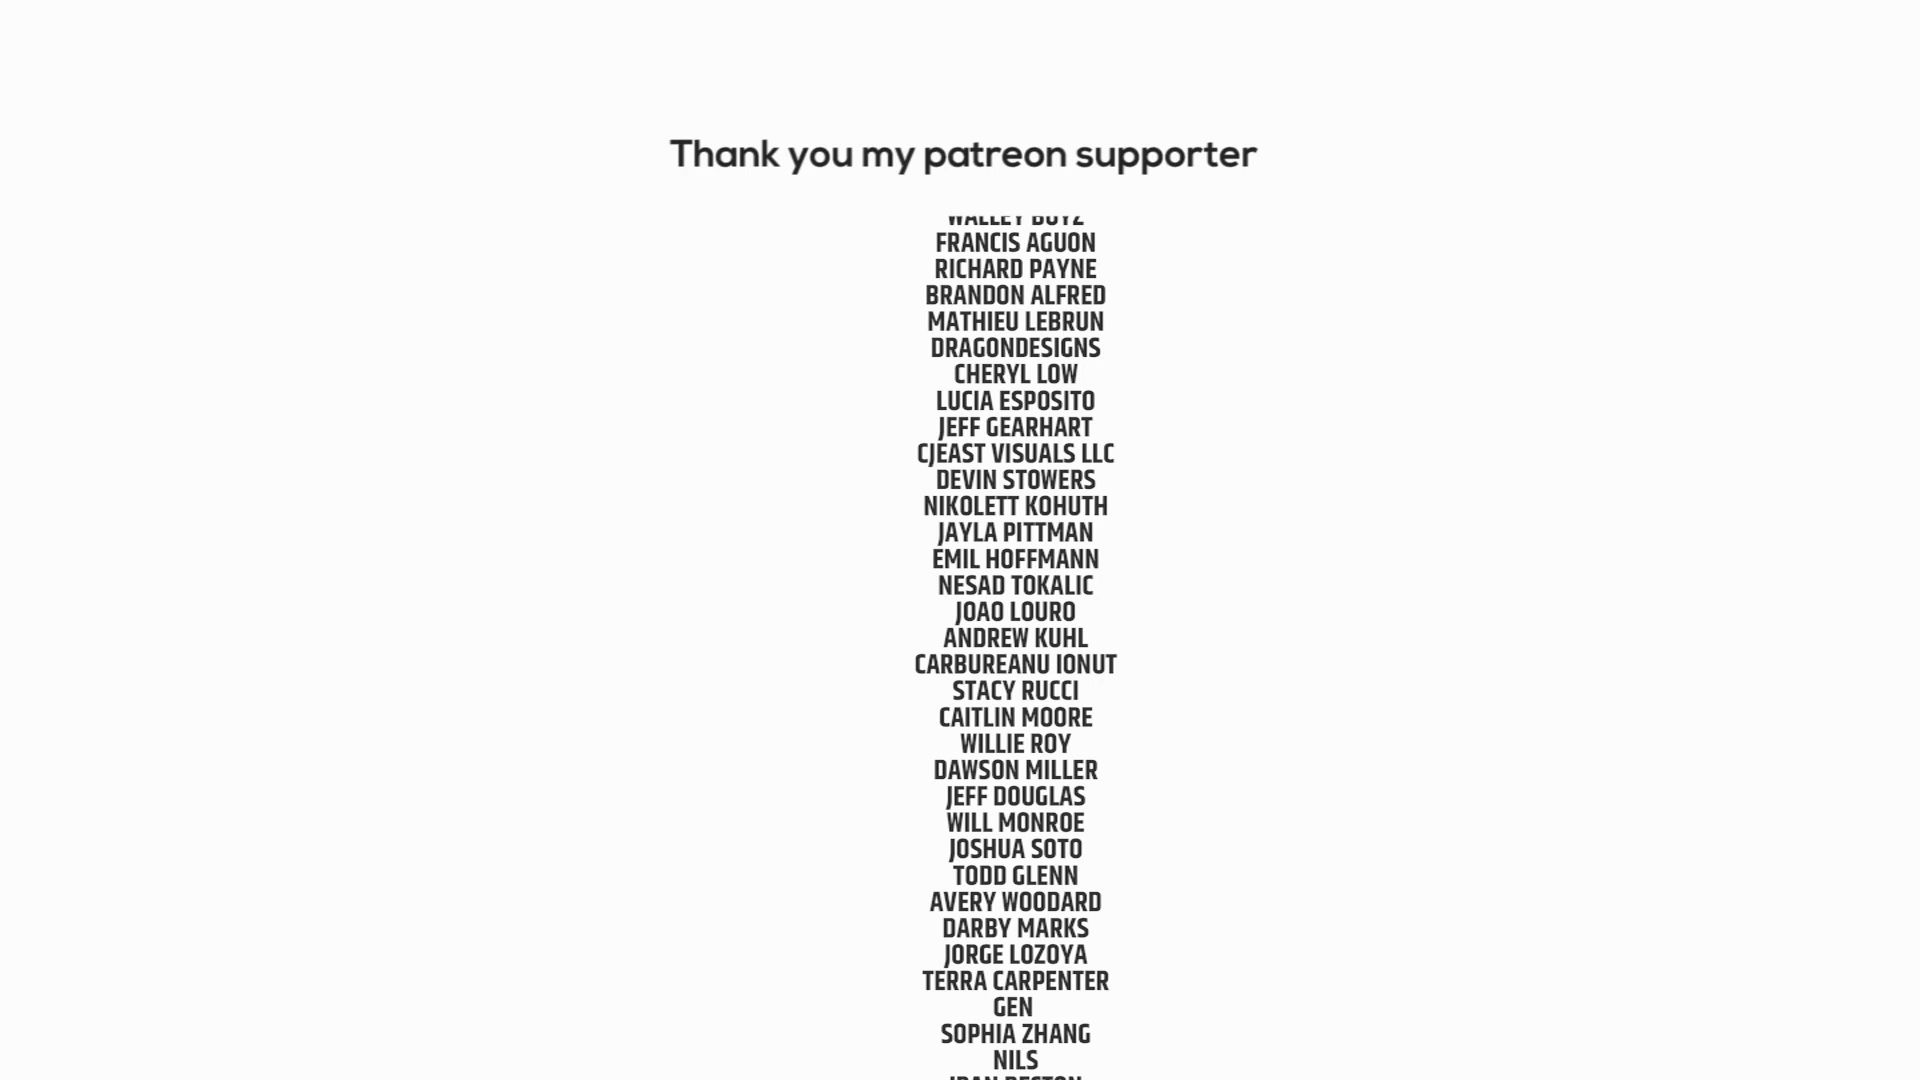 Thank you my patreon supporter
WALLEY BOYZ
FRANCIS AGUON
RICHARD PAYNE
BRANDON ALFRED
MATHIEU LEBRUN
DRAGONDESIGNS
CHERYL LOW
LUCIA ESPOSITO
JEFF GEARHART
CJEAST VISUALS LLC
DEVIN STOWERS
NIKOLETT KOHUTH
JAYLA PITTMAN
EMIL HOFFMANN
NESAD TOKALIC
JOAO LOURO
ANDREW KUHL
CARBUREANU IONUT
STACY RUCCI
CAITLIN MOORE
WILLIE ROY
DAWSON MILLER
JEFF DOUGLAS
WILL MONROE
JOSHUA SOTO
TODD GLENN
AVERY WOODARD
DARBY MARKS
JORGE LOZOYA
TERRA CARPENTER
GEN
SOPHIA ZHANG
NILS